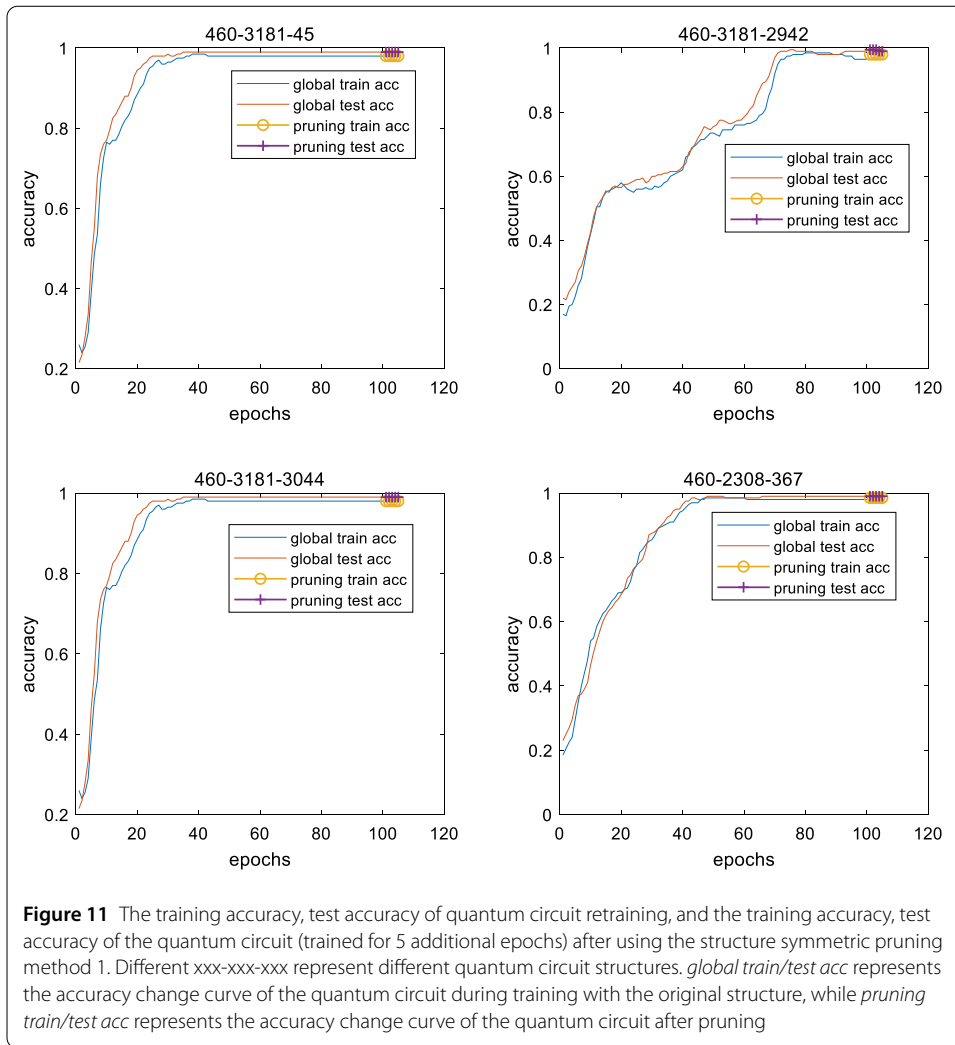 460-3181-45
1
0.8
0.6
0.4
0.2
accuracy
0 20 40 60 80 100 120
epochs
global train acc
global test acc
pruning train acc
pruning test acc
460-3181-2942
1
0.8
0.6
0.4
0.2
0
accuracy
0 20 40 60 80 100 120
epochs
global train acc
global test acc
pruning train acc
pruning test acc
460-3181-3044
1
0.8
0.6
0.4
0.2
accuracy
0 20 40 60 80 100 120
epochs
global train acc
global test acc
pruning train acc
pruning test acc
460-2308-367
1
0.8
0.6
0.4
0.2
0
accuracy
0 20 40 60 80 100 120
epochs
global train acc
global test acc
pruning train acc
pruning test acc
Figure 11 The training accuracy, test accuracy of quantum circuit retraining, and the training accuracy, test
accuracy of the quantum circuit (trained for 5 additional epochs) after using the structure symmetric pruning
method 1. Different xxx-xxx-xxx represent different quantum circuit structures. global train/test acc represents
the accuracy change curve of the quantum circuit during training with the original structure, while pruning
train/test acc represents the accuracy change curve of the quantum circuit after pruning